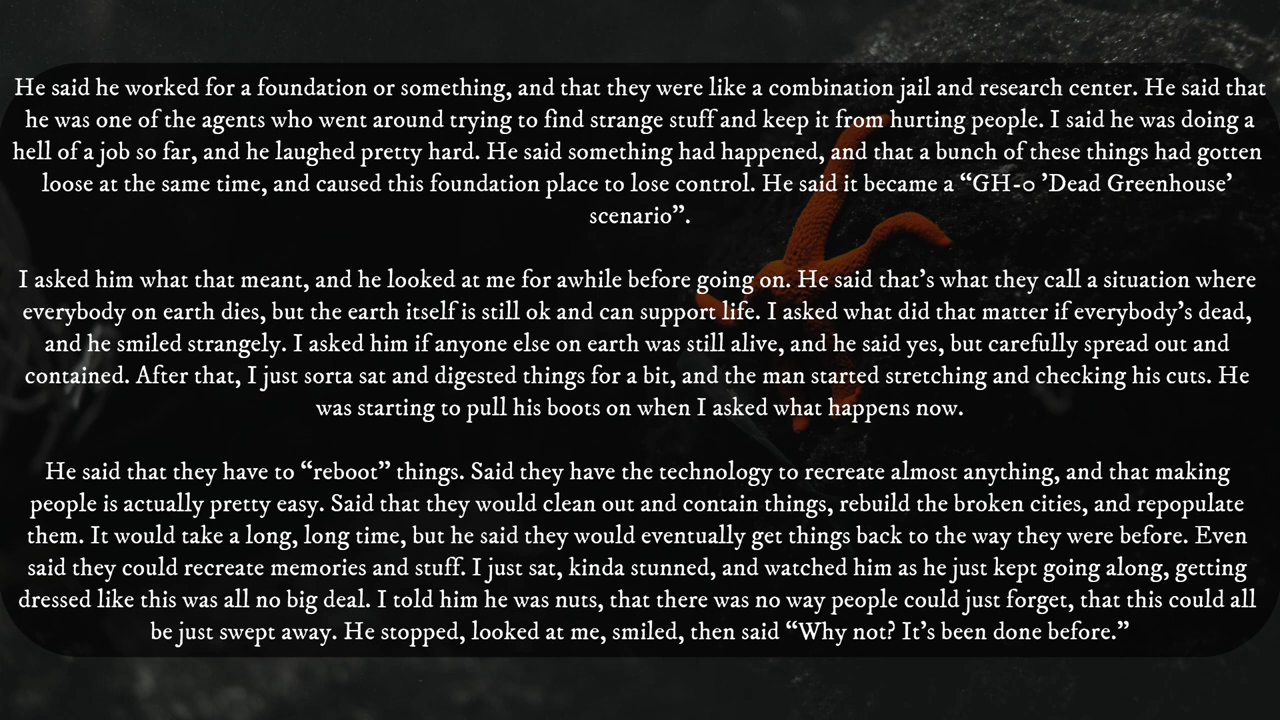 He said he worked for a foundation or something, and that they were like a combination jail and research center. He said that
he was one of the agents who went around trying to find strange stuff and keep it from hurting people. I said he was doing a
hell of a job so far, and he laughed pretty hard. He said something had happened, and that a bunch of these things had gotten
loose at the same time, and caused this foundation place to lose control. He said it became a “GH-0 ’Dead Greenhouse’
scenario”.
I asked him what that meant, and he looked at me for awhile before going on. He said that’s what they call a situation where
everybody on earth dies, but the earth itself is still ok and can support life. I asked what did that matter if everybody’s dead,
and he smiled strangely. I asked him if anyone else on earth was still alive, and he said yes, but carefully spread out and
contained. After that, I just sorta sat and digested things for a bit, and the man started stretching and checking his cuts. He
was starting to pull his boots on when I asked what happens now.
He said that they have to “reboot” things. Said they have the technology to recreate almost anything, and that making
people is actually pretty easy. Said that they would clean out and contain things, rebuild the broken cities, and repopulate
them. It would take a long, long time, but he said they would eventually get things back to the way they were before. Even
said they could recreate memories and stuff. I just sat, kinda stunned, and watched him as he just kept going along, getting
dressed like this was all no big deal. I told him he was nuts, that there was no way people could just forget, that this could all
be just swept away. He stopped, looked at me, smiled, then said “Why not? It’s been done before.”